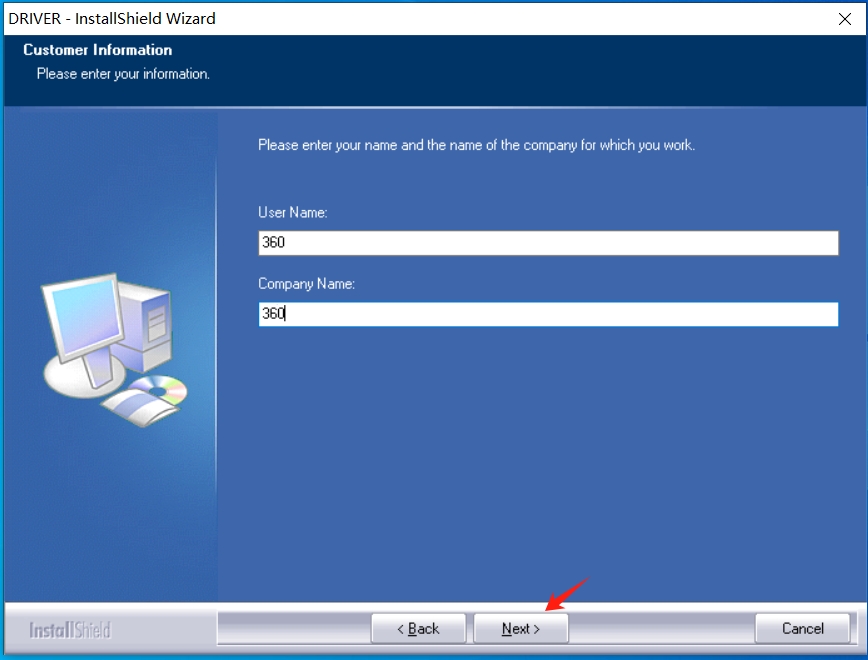 DRIVER - InstallShield Wizard
Customer Information
Please enter your information.
Please enter your name and the name of the company for which you work.
User Name:
360
Company Name:
360
InstallShield
< Back
Next >
Cancel